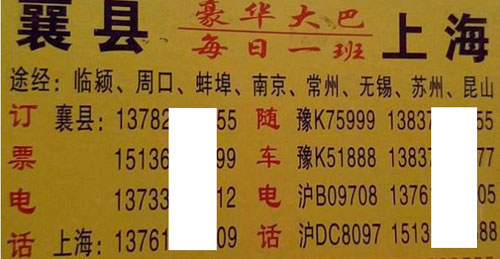 襄县 豪华大巴 上海
每日一班
途经：临颍、周口、蚌埠、南京、常州、无锡、苏州、昆山
订 襄县：13782 55 随 豫K75999 13837 55
票 15136 99 车 豫K51888 13837 77
电 13733 12 电 沪B09708 13761 05
话 上海：13761 09 话 沪DC8097 1513 88